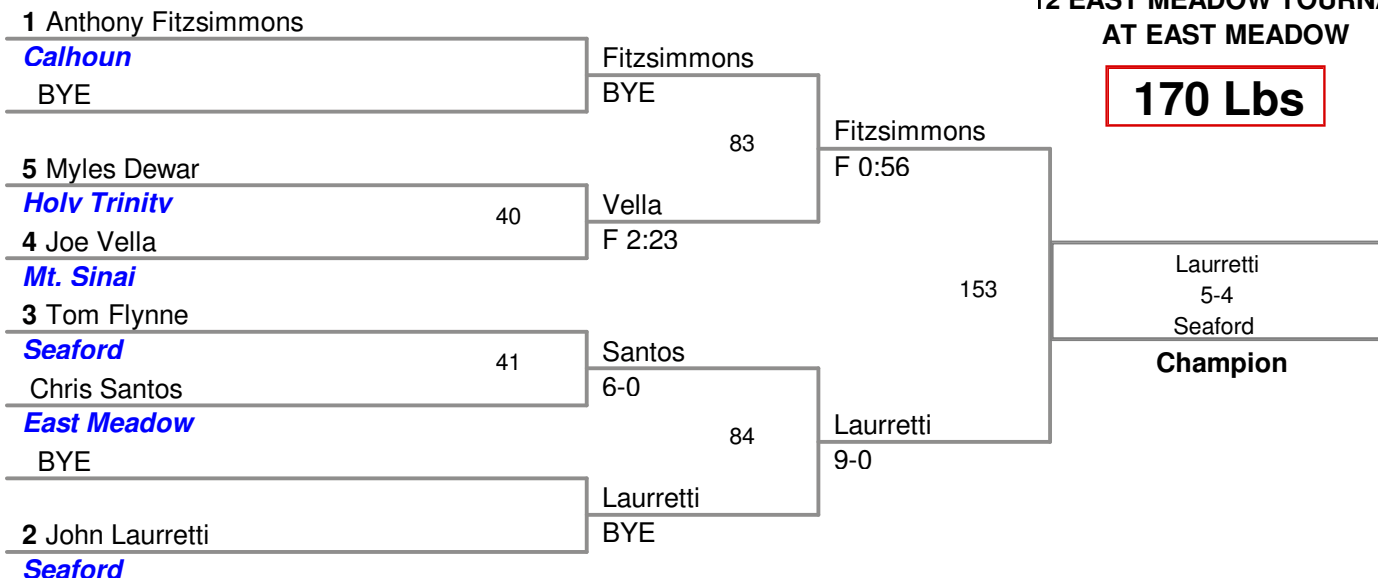 12 EAST MEADOW
AT EAST MEADOW
170 Lbs
1 Anthony Fitzsimmons
Calhoun
BYE
5 Myles Dewar
Holy Trinity
4 Joe Vella
Mt. Sinai
3 Tom Flynne
Seaford
Chris Santos
East Meadow
BYE
2 John Laurretti
Seaford
40
41
Fitzsimmons
BYE
Vella
F 2:23
Santos
6-0
Laurretti
BYE
83
84
Fitzsimmons
F 0:56
Laurretti
9-0
153
Laurretti
5-4
Seaford
Champion